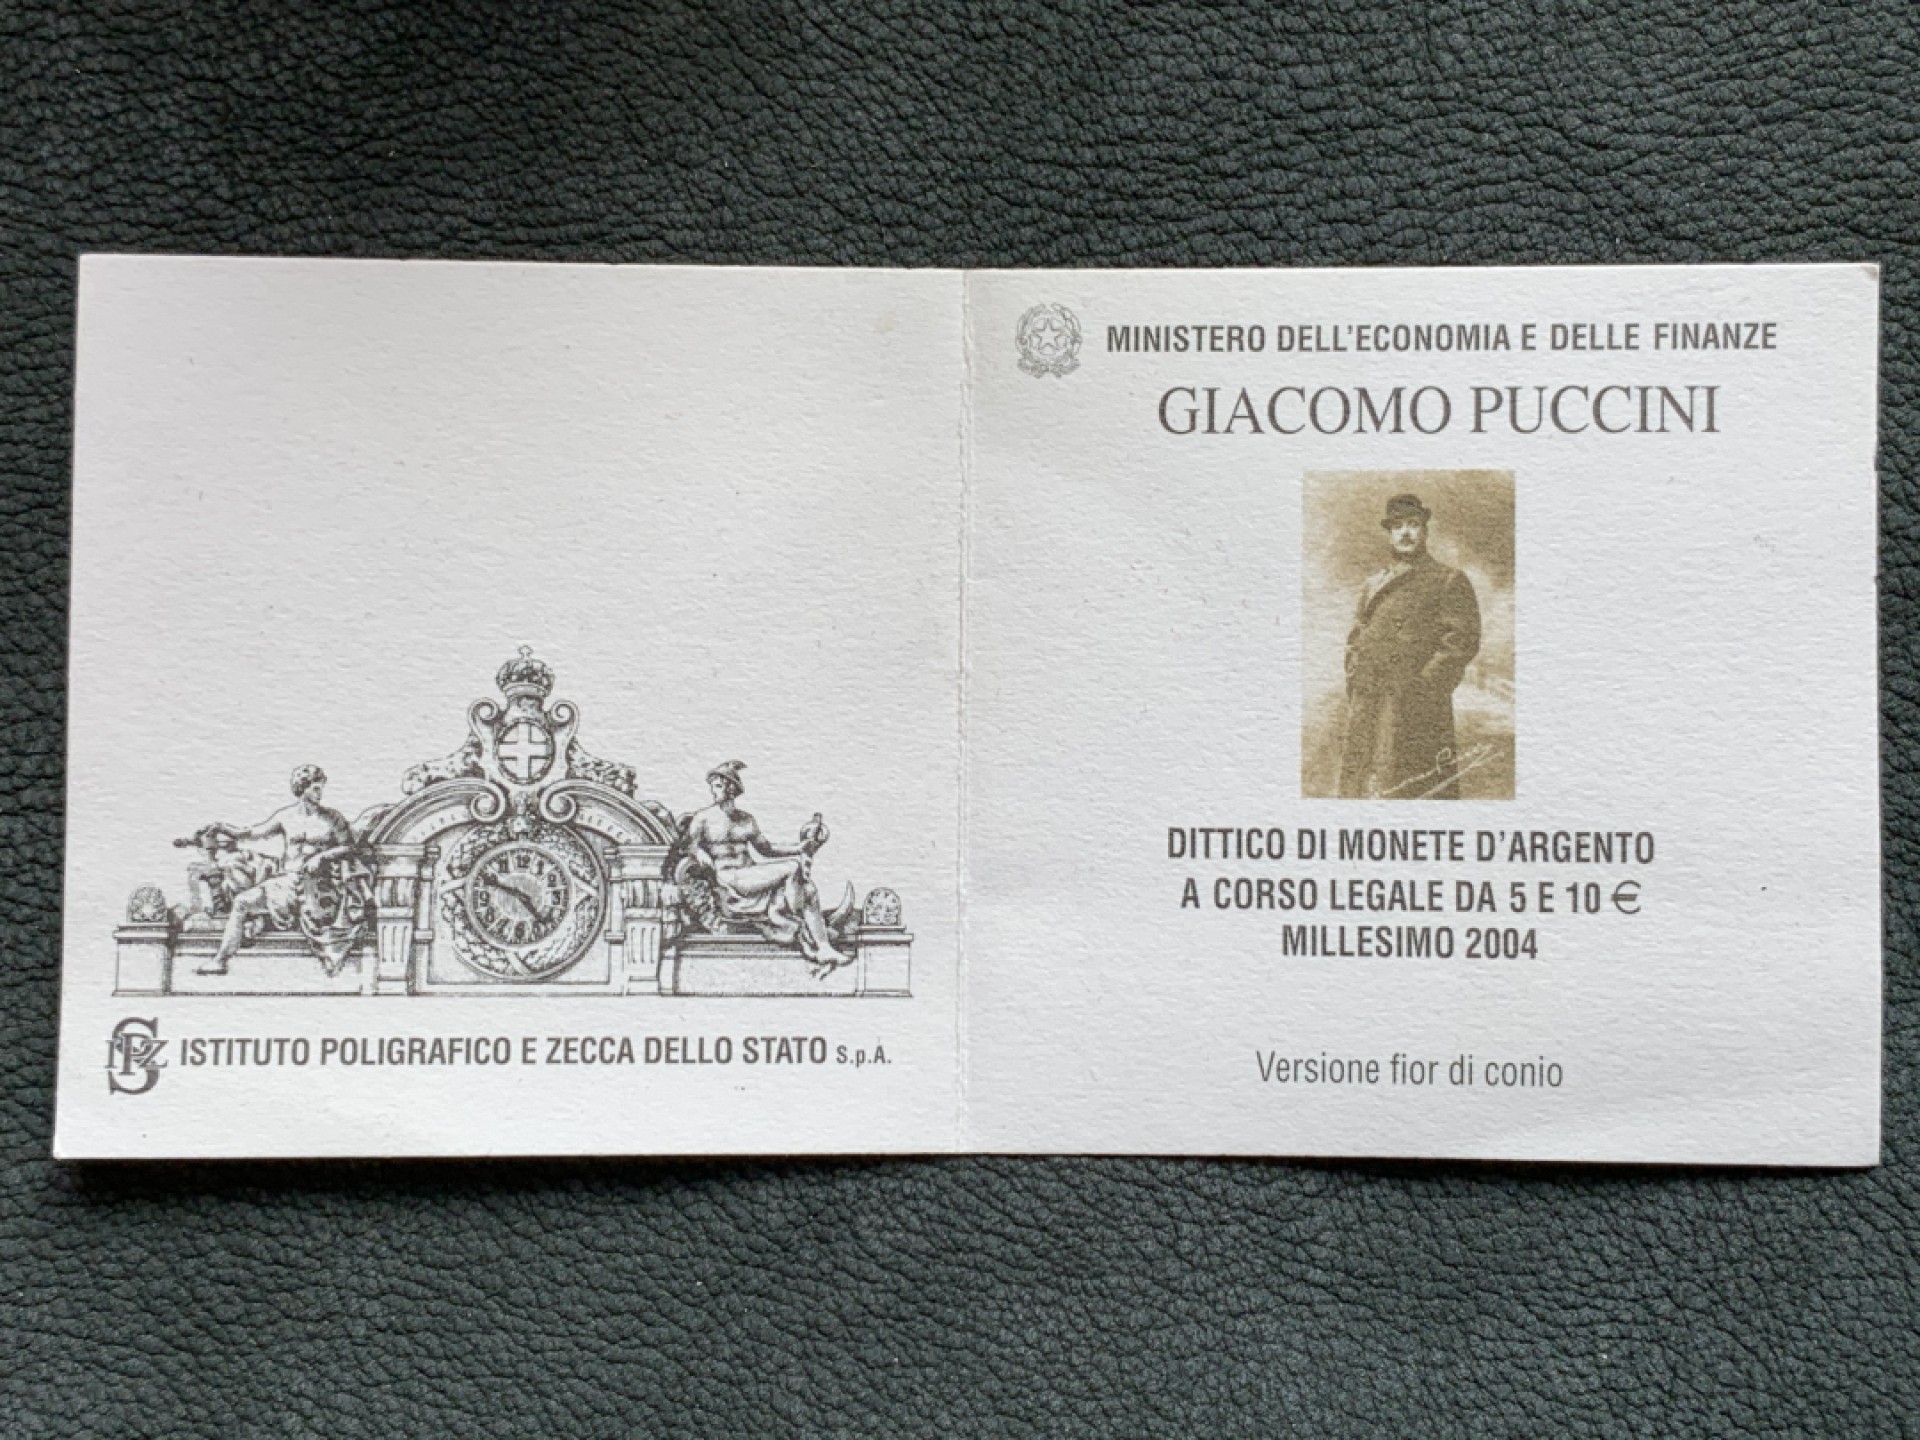 ISTITUTO POLIGRAFICO E ZECCA DELLO STATO S.p.A.
MINISTERO DELL'ECONOMIA E DELLE FINANZE
GIACOMO PUCCINI
DITTICO DI MONETE D'ARGENTO
A CORSO LEGALE DA 5 E 10 €
MILLESIMO 2004
Versione fior di conio